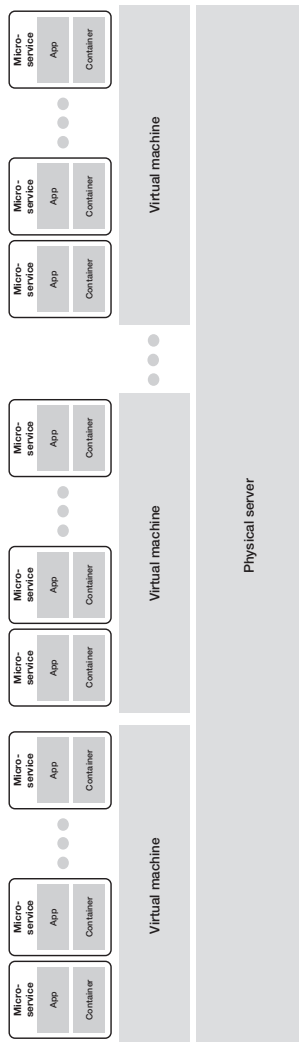 Micro-
service
App
Container
Micro-
service
App
Container
Micro-
service
App
Container
Virtual machine
Micro-
service
App
Container
Micro-
service
App
Container
Micro-
service
App
Container
Virtual machine
Micro-
service
App
Container
Micro-
service
App
Container
Micro-
service
App
Container
Virtual machine
Physical server